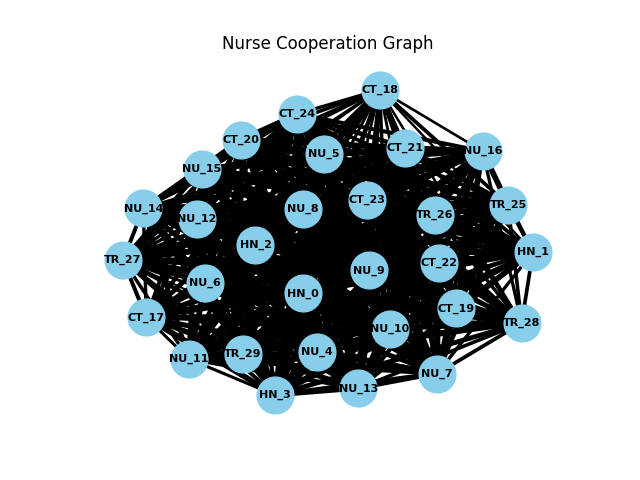 Nurse Cooperation Graph
CT_18
CT_24
CT_20
CT_21
NU_16
NU_5
NU_15
CT_23
TR_25
NU_14
NU_8
TR_26
NU_12
HN_2
HN_1
TR_27
CT_22
NU_9
NU_6
HN_0
CT_19
CT_17
TR_28
NU_10
NU_4
TR_29
NU_11
NU_7
NU_13
HN_3